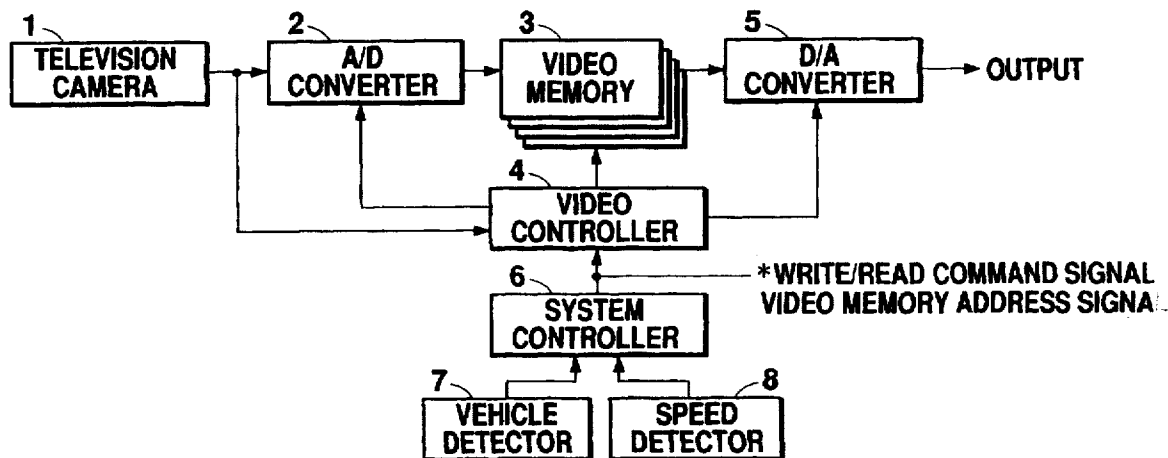 1
TELEVISION
CAMERA
2
A/D
CONVERTER
3
VIDEO
MEMORY
5
D/A
CONVERTER
OUTPUT
4
VIDEO
CONTROLLER
*WRITE/READ COMMAND SIGNAL
VIDEO MEMORY ADDRESS SIGNA
6
SYSTEM
CONTROLLER
7
VEHICLE
DETECTOR
8
SPEED
DETECTOR